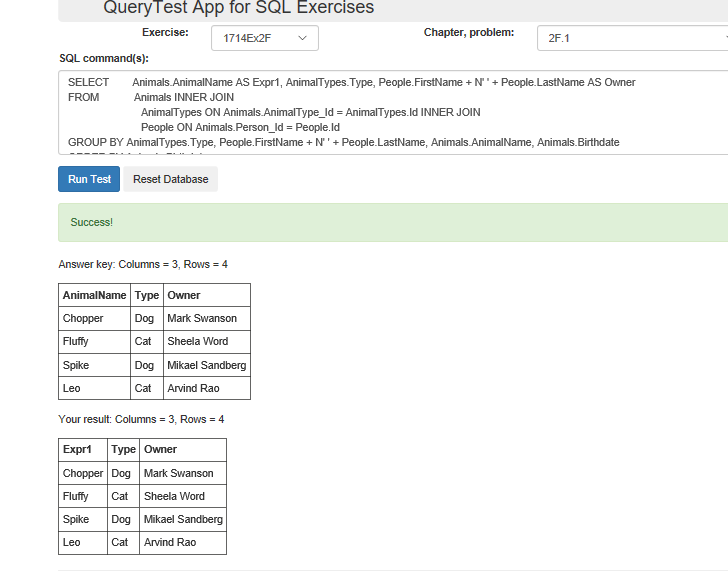 QueryTest App for SQL Exercises
Exercise: 1714Ex2F Chapter, problem: 2F.1
SQL command(s):
SELECT Animals.AnimalName AS Expr1, AnimalTypes.Type, People.FirstName + N' ' + People.LastName AS Owner
FROM Animals INNER JOIN
AnimalTypes ON Animals.AnimalType_Id = AnimalTypes.Id INNER JOIN
People ON Animals.Person_Id = People.Id
GROUP BY AnimalTypes.Type, People.FirstName + N' ' + People.LastName, Animals.AnimalName, Animals.Birthdate
Run Test Reset Database
Success!
Answer key: Columns = 3, Rows = 4
AnimalName Type Owner
Chopper Dog Mark Swanson
Fluffy Cat Sheela Word
Spike Dog Mikael Sandberg
Leo Cat Arvind Rao
Your result: Columns = 3, Rows = 4
Expr1 Type Owner
Chopper Dog Mark Swanson
Fluffy Cat Sheela Word
Spike Dog Mikael Sandberg
Leo Cat Arvind Rao